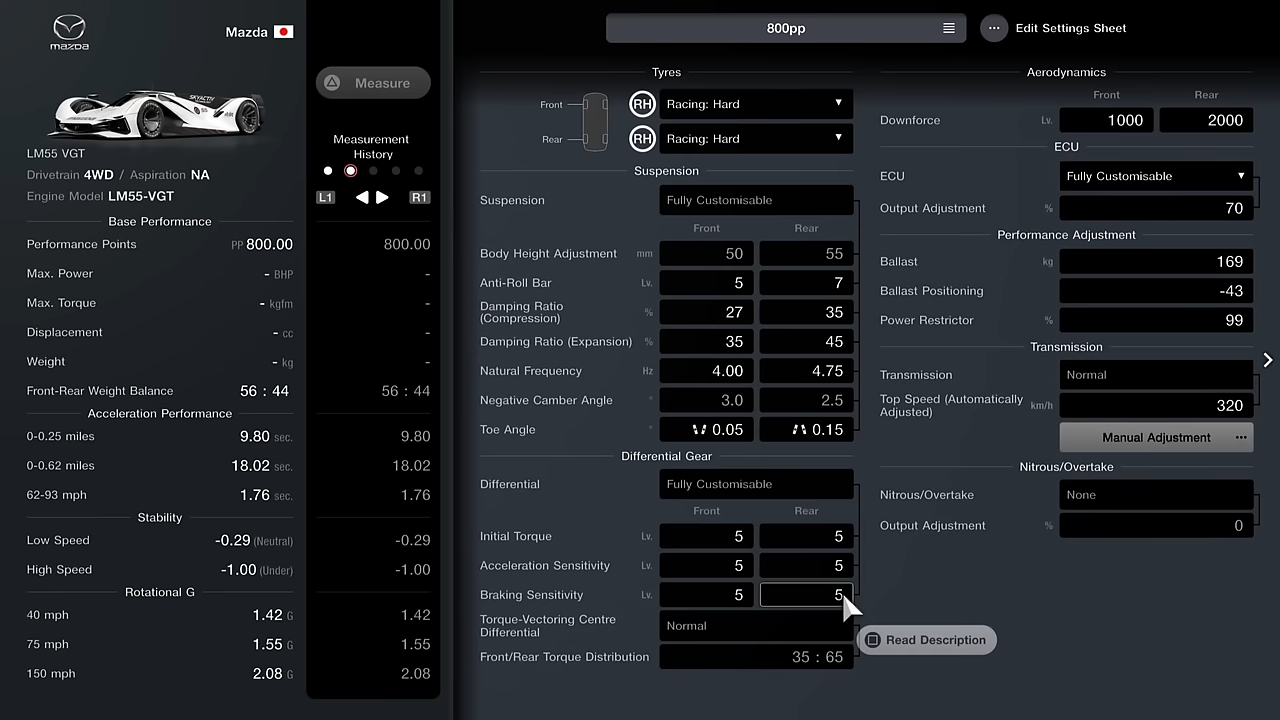 mazda
Mazda
LM55 VGT
Drivetrain 4WD / Aspiration NA
Engine Model LM55-VGT
Base Performance
Performance Points PP 800.00
Max. Power - BHP
Max. Torque - kgfm
Displacement - cc
Weight - kg
Front-Rear Weight Balance 56 : 44
Acceleration Performance
0-0.25 miles 9.80 sec.
0-0.62 miles 18.02 sec.
62-93 mph 1.76 sec.
Stability
Low Speed -0.29 (Neutral)
High Speed -1.00 (Under)
Rotational G
40 mph 1.42 G
75 mph 1.55 G
150 mph 2.08 G
Measure
Measurement
History
L1 R1
800.00
-
-
-
-
56 : 44
9.80
18.02
1.76
-0.29
-1.00
1.42
1.55
2.08
800pp
Edit Settings Sheet
Tyres
Front RH Racing: Hard
Rear RH Racing: Hard
Suspension
Suspension Fully Customisable
Front Rear
Body Height Adjustment mm 50 55
Anti-Roll Bar Lv. 5 7
Damping Ratio
(Compression) % 27 35
Damping Ratio (Expansion) % 35 45
Natural Frequency Hz 4.00 4.75
Negative Camber Angle ° 3.0 2.5
Toe Angle ° 0.05 0.15
Differential Gear
Differential Fully Customisable
Front Rear
Initial Torque Lv. 5 5
Acceleration Sensitivity Lv. 5 5
Braking Sensitivity Lv. 5 5
Torque-Vectoring Centre
Differential Normal
Front/Rear Torque Distribution 35 : 65
Read Description
Aerodynamics
Front Rear
Downforce Lv. 1000 2000
ECU
ECU Fully Customisable
Output Adjustment % 70
Performance Adjustment
Ballast kg 169
Ballast Positioning -43
Power Restrictor % 99
Transmission
Transmission Normal
Top Speed (Automatically
Adjusted) km/h 320
Manual Adjustment
Nitrous/Overtake
Nitrous/Overtake None
Output Adjustment % 0